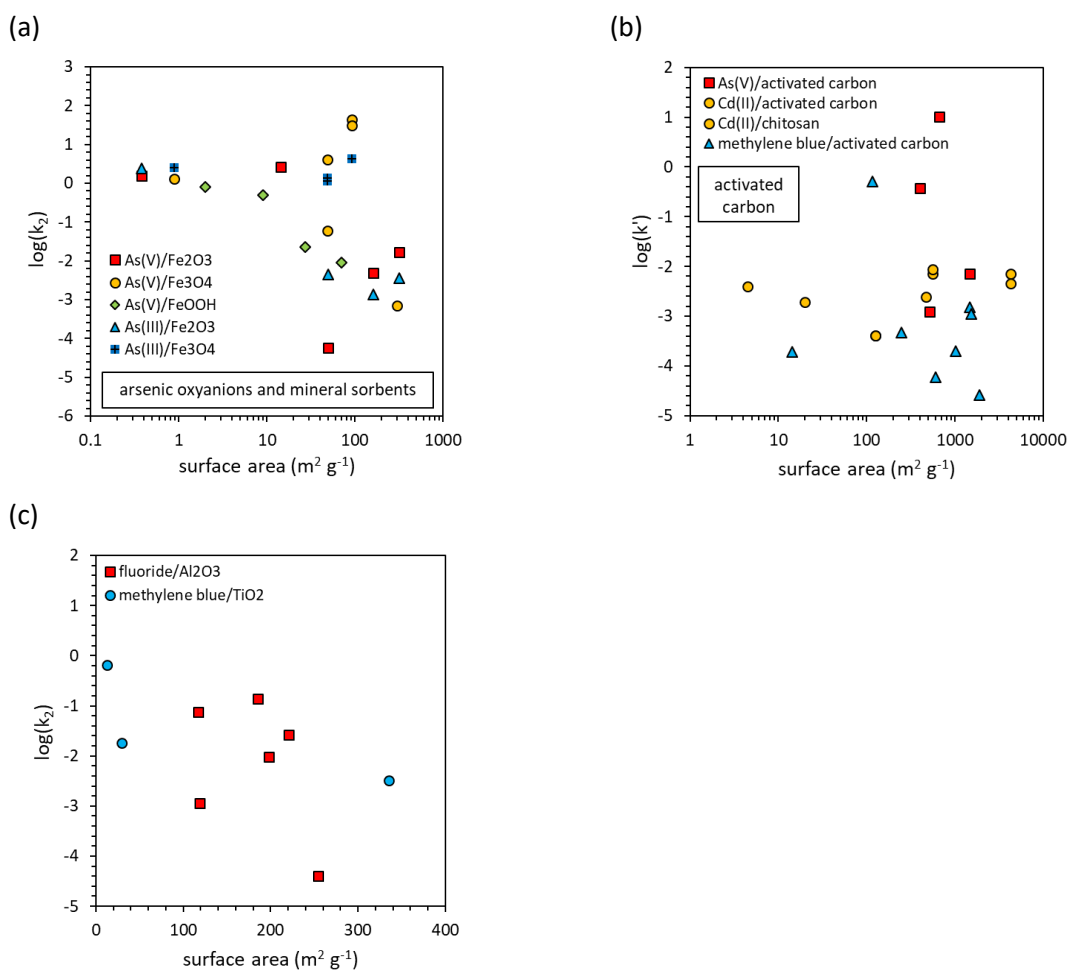 (a)
3
2
1
0
-1
-2
-3
-4
-5
-6
log(k₂)
As(V)/Fe2O3
As(V)/Fe3O4
As(V)/FeOOH
As(III)/Fe2O3
As(III)/Fe3O4
arsenic oxyanions and mineral sorbents
0.1 1 10 100 1000
surface area (m² g⁻¹)
(b)
2
1
0
-1
-2
-3
-4
-5
log(k')
As(V)/activated carbon
Cd(II)/activated carbon
Cd(II)/chitosan
methylene blue/activated carbon
activated
carbon
1 10 100 1000 10000
surface area (m² g⁻¹)
(c)
2
1
0
-1
-2
-3
-4
-5
log(k₂)
fluoride/Al2O3
methylene blue/TiO2
0 100 200 300 400
surface area (m² g⁻¹)